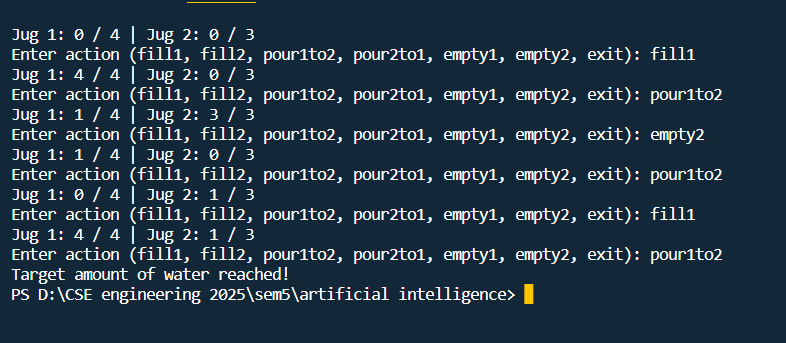 Jug 1: 0 / 4 | Jug 2: 0 / 3
Enter action (fill1, fill2, pour1to2, pour2to1, empty1, empty2, exit): fill1
Jug 1: 4 / 4 | Jug 2: 0 / 3
Enter action (fill1, fill2, pour1to2, pour2to1, empty1, empty2, exit): pour1to2
Jug 1: 1 / 4 | Jug 2: 3 / 3
Enter action (fill1, fill2, pour1to2, pour2to1, empty1, empty2, exit): empty2
Jug 1: 1 / 4 | Jug 2: 0 / 3
Enter action (fill1, fill2, pour1to2, pour2to1, empty1, empty2, exit): pour1to2
Jug 1: 0 / 4 | Jug 2: 1 / 3
Enter action (fill1, fill2, pour1to2, pour2to1, empty1, empty2, exit): fill1
Jug 1: 4 / 4 | Jug 2: 1 / 3
Enter action (fill1, fill2, pour1to2, pour2to1, empty1, empty2, exit): pour1to2
Target amount of water reached!
PS D:\CSE engineering 2025\sem5\artificial intelligence>